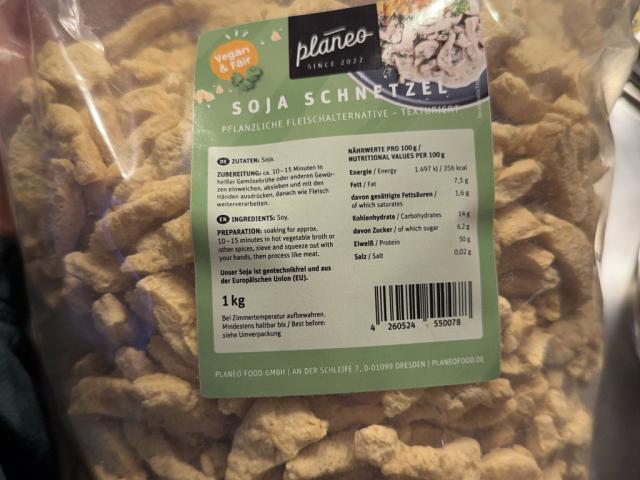 Vegan
& Fair
planeo
SINCE 2022
SOJA SCHNETZEL
PFLANZLICHE FLEISCHALTERNATIVE – TEXTURIERT
DE ZUTATEN: Soja.
ZUBEREITUNG: ca. 10–15 Minuten in
heißer Gemüsebrühe oder anderen Gewür-
zen einweichen, absieben und mit den
Händen ausdrücken, danach wie Fleisch
weiterverarbeiten.
EN INGREDIENTS: Soy.
PREPARATION: soaking for approx.
10–15 minutes in hot vegetable broth or
other spices, sieve and squeeze out with
your hands, then process like meat.
Unser Soja ist gentechnikfrei und aus
der Europäischen Union (EU).
1 kg
Bei Zimmertemperatur aufbewahren.
Mindestens haltbar bis / Best before:
siehe Umverpackung
NÄHRWERTE PRO 100g /
NUTRITIONAL VALUES PER 100g
Energie / Energy 1.497 kj / 356 kcal
Fett / Fat 7,5 g
davon gesättigte Fettsäuren / 1,6 g
of which saturates
Kohlenhydrate / Carbohydrates 14 g
davon Zucker / of which sugar 6,2 g
Eiweiß / Protein 50 g
Salz / Salt 0,02 g
4 260524 550078
PLANEO FOOD GMBH | AN DER SCHLEIFE 7, D-01099 DRESDEN | PLANEOFOOD.DE